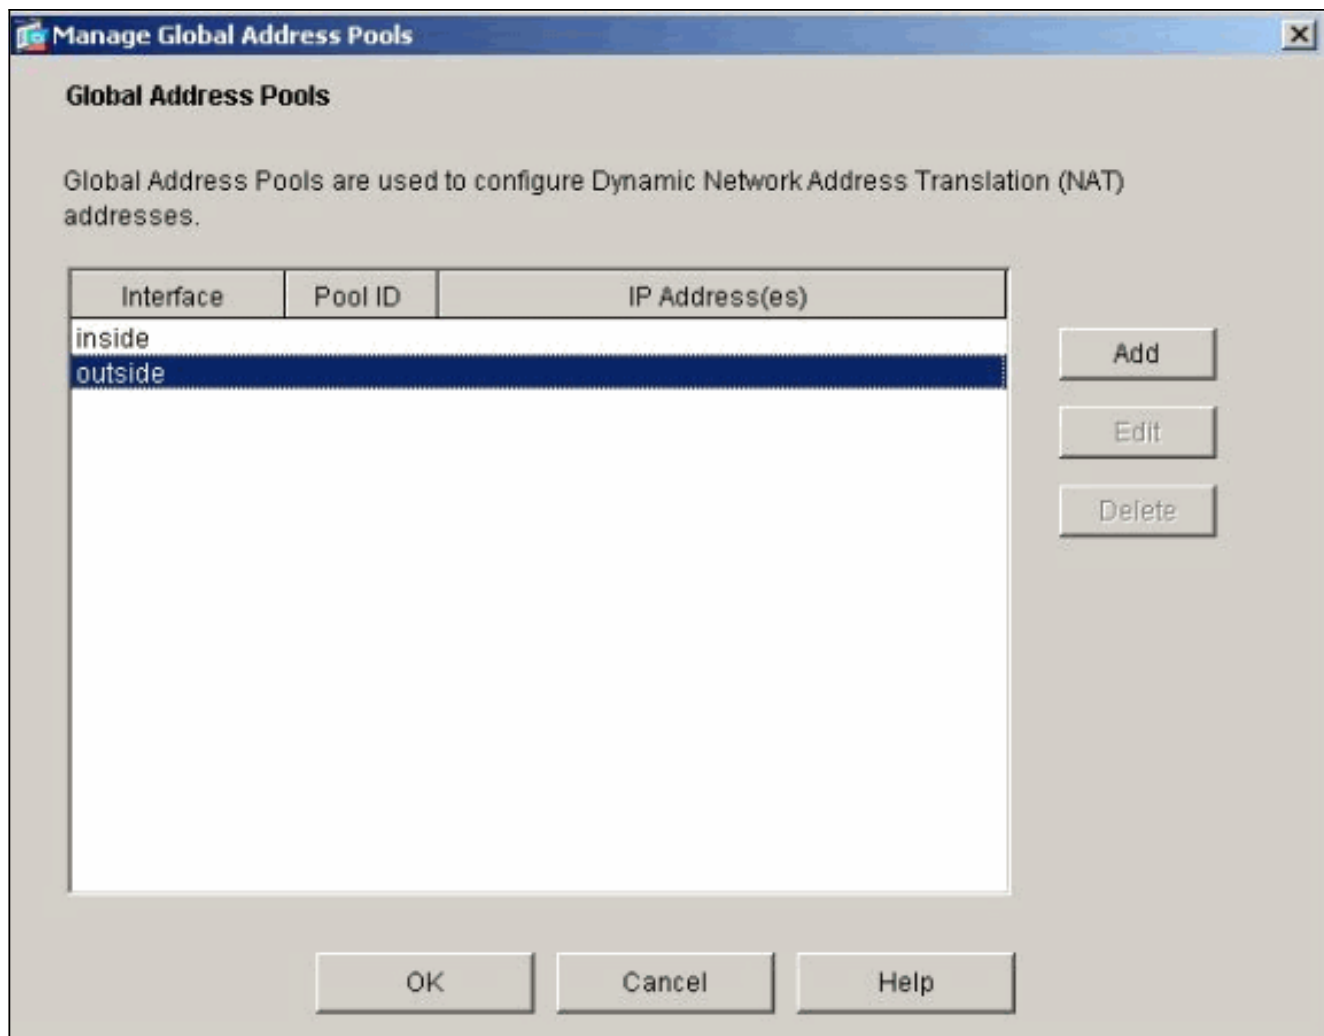 Manage Global Address Pools
Global Address Pools
Global Address Pools are used to configure Dynamic Network Address Translation (NAT)
addresses.
Interface Pool ID IP Address(es)
inside
outside
Add
Edit
Delete
OK Cancel Help